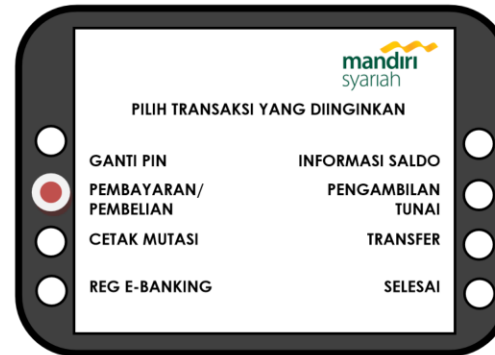 mandiri
syariah
PILIH TRANSAKSI YANG DIINGINKAN
GANTI PIN
INFORMASI SALDO
PEMBAYARAN/
PEMBELIAN
PENGAMBILAN
TUNAI
CETAK MUTASI
TRANSFER
REG E-BANKING
SELESAI